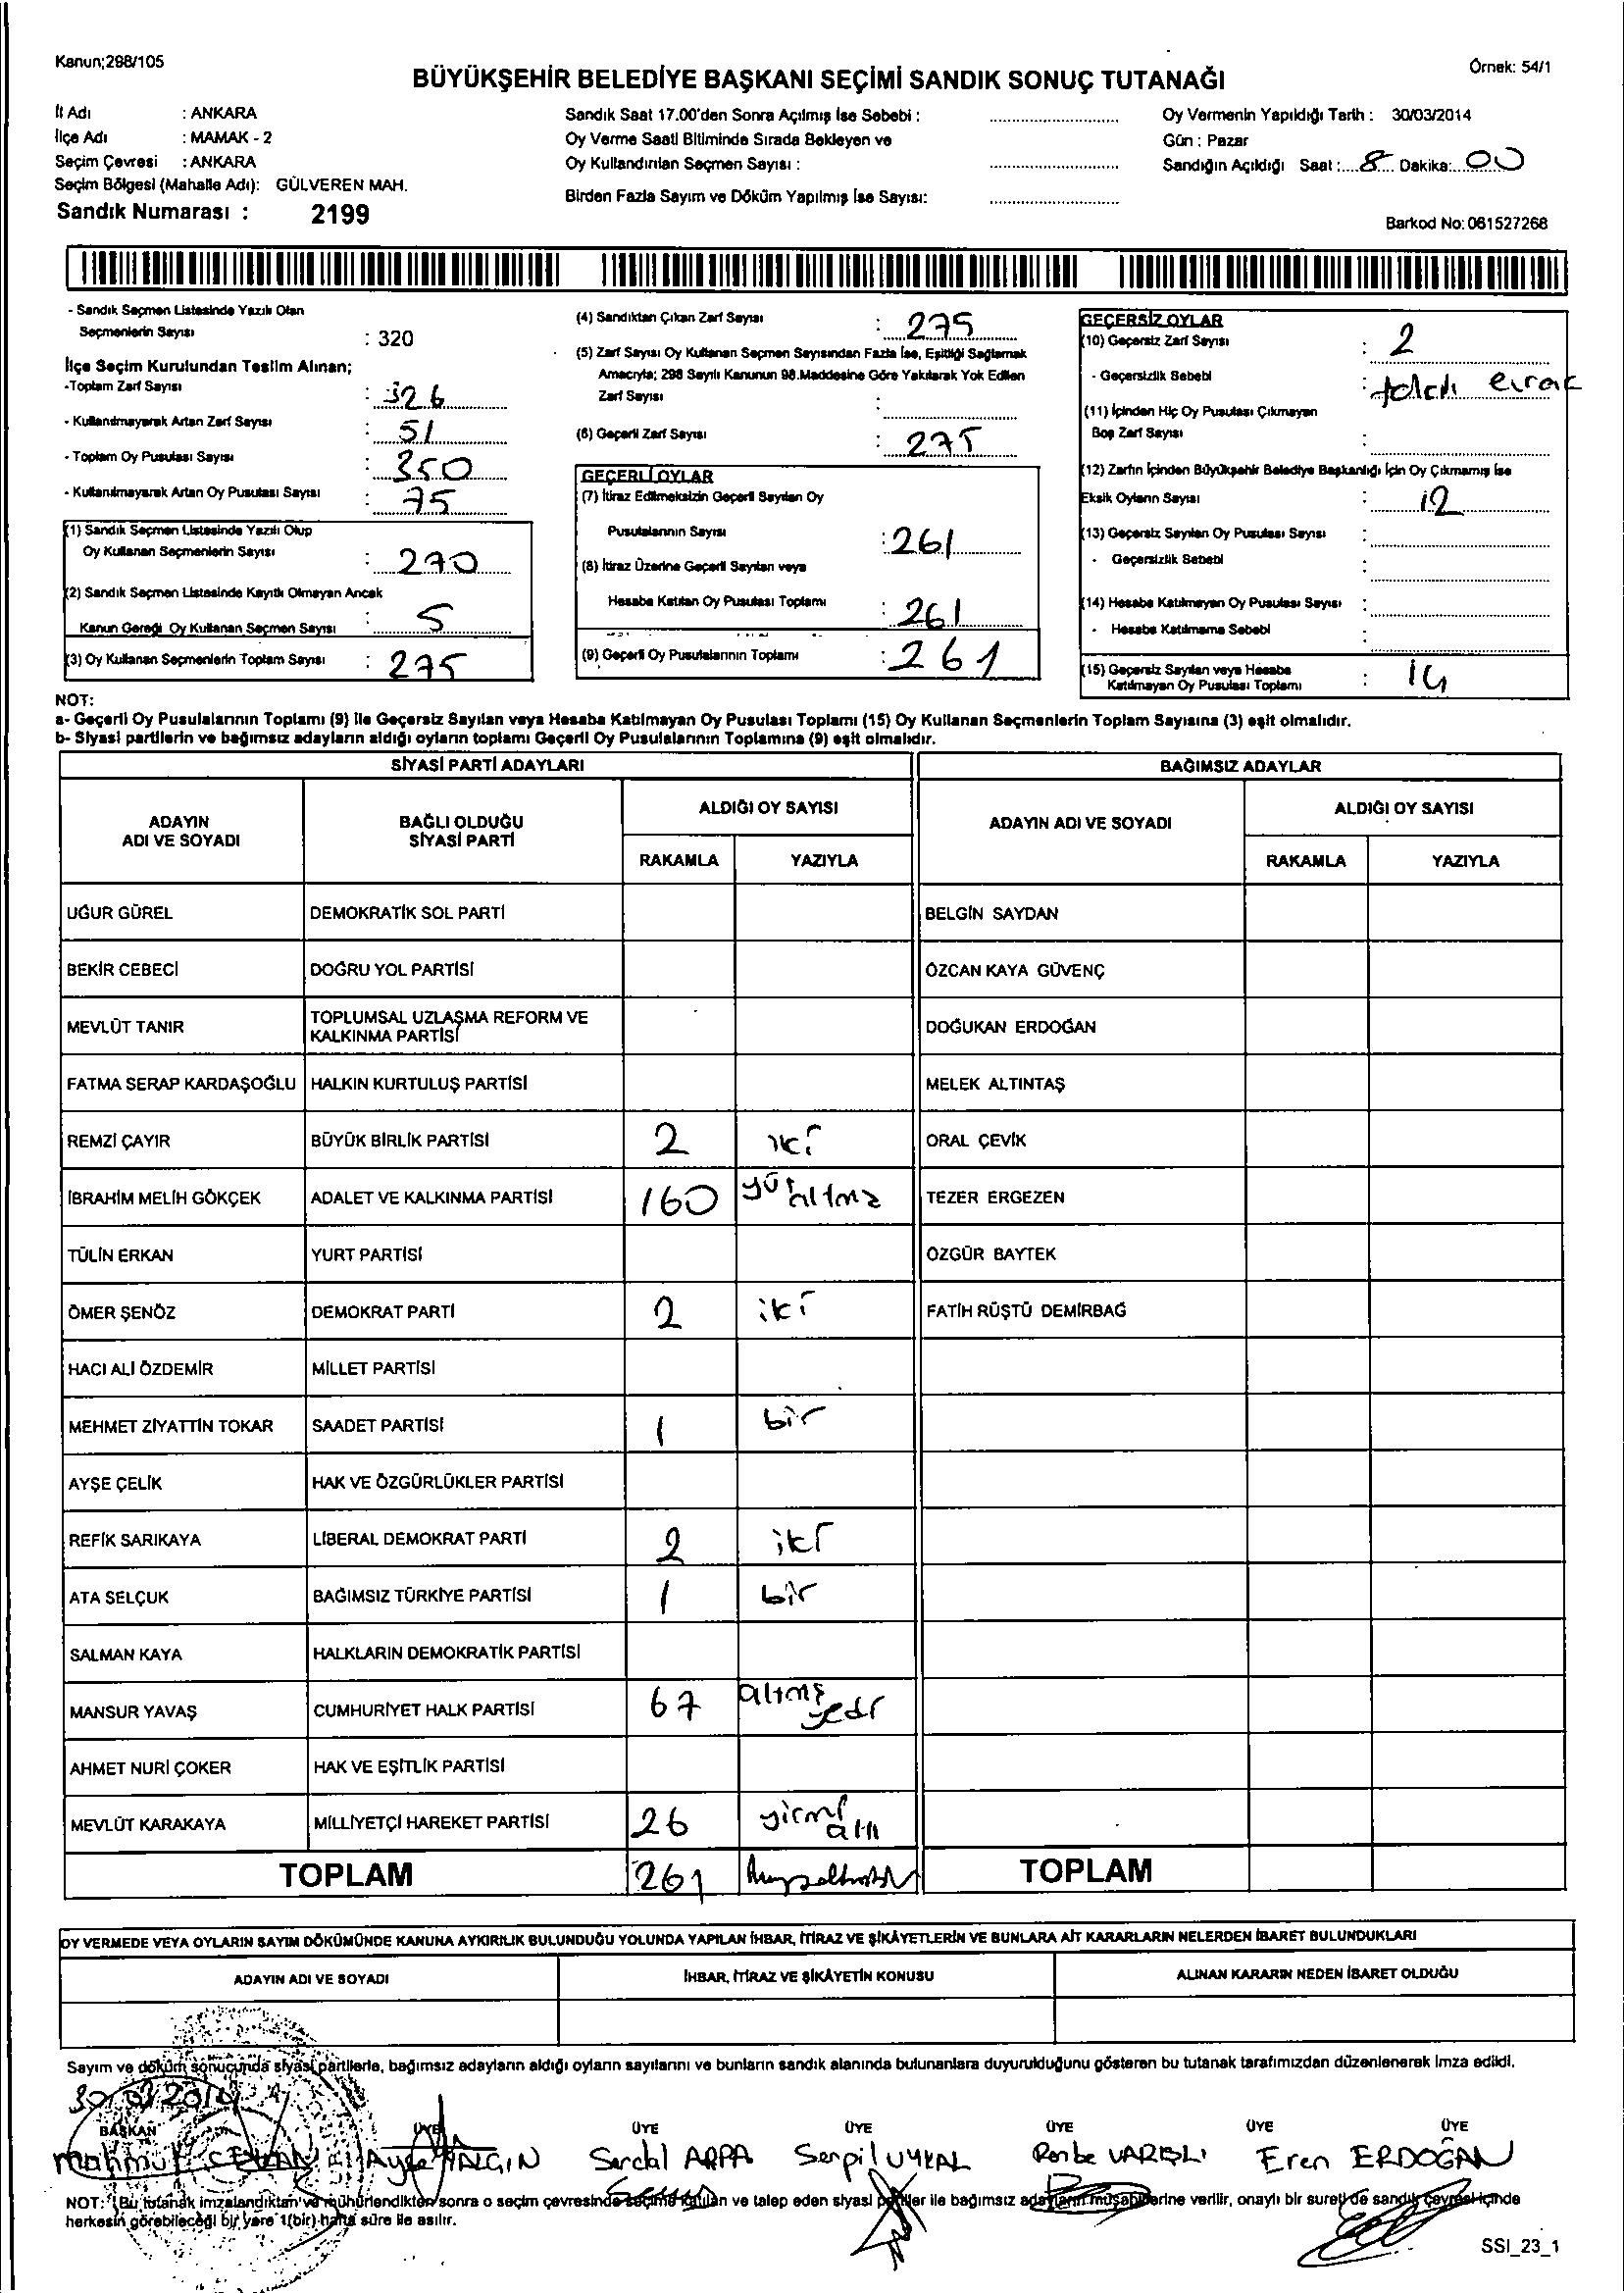 Kanun;298/105
Örnek: 54/1
BÜYÜKŞEHİR BELEDİYE BAŞKANI SEÇİMİ SANDIK SONUÇ TUTANAĞI
İl Adı : ANKARA
İlçe Adı : MAMAK - 2
Seçim Çevresi : ANKARA
Seçim Bölgesi (Mahalle Adı): GÜLVEREN MAH.
Sandık Numarası : 2199
Sandık Saat 17.00'den Sonra Açılmış İse Sebebi :
Oy Verme Saati Bitiminde Sırada Bekleyen ve
Oy Kullandırılan Seçmen Sayısı :
Birden Fazla Sayım ve Döküm Yapılmış İse Sayısı:
Oy Vermenin Yapıldığı Tarih : 30/03/2014
Gün : Pazar
Sandığın Açıldığı Saat : 8 Dakika: 00
Barkod No: 061527268
- Sandık Seçmen Listesinde Yazılı Olan
Seçmenlerin Sayısı : 320
İlçe Seçim Kurulundan Teslim Alınan;
-Toplam Zarf Sayısı : 326
- Kullanılmayarak Artan Zarf Sayısı : 51
- Toplam Oy Pusulası Sayısı : 350
- Kullanılmayarak Artan Oy Pusulası Sayısı : 75
(1) Sandık Seçmen Listesinde Yazılı Olup
Oy Kullanan Seçmenlerin Sayısı : 270
(2) Sandık Seçmen Listesinde Kayıtlı Olmayan Ancak
Kanun Gereği Oy Kullanan Seçmen Sayısı : 5
(3) Oy Kullanan Seçmenlerin Toplam Sayısı : 275
(4) Sandıktan Çıkan Zarf Sayısı : 275
(5) Zarf Sayısı Oy Kullanan Seçmen Sayısından Fazla İse, Eşitliği Sağlamak
Amacıyla; 298 Sayılı Kanunun 98.Maddesine Göre Yakılarak Yok Edilen
Zarf Sayısı :
(6) Geçerli Zarf Sayısı : 275
GEÇERLİ OYLAR
(7) İtiraz Edilmeksizin Geçerli Sayılan Oy
Pusulalarının Sayısı : 261
(8) İtiraz Üzerine Geçerli Sayılan veya
Hesaba Katılan Oy Pusulası Toplamı : 261
(9) Geçerli Oy Pusulalarının Toplamı : 261
GEÇERSİZ OYLAR
(10) Geçersiz Zarf Sayısı : 2
- Geçersizlik Sebebi :
(11) İçinden Hiç Oy Pusulası Çıkmayan
Boş Zarf Sayısı :
(12) Zarfın İçinden Büyükşehir Belediye Başkanlığı İçin Oy Çıkmamış İse
Eksik Oyların Sayısı : 12
(13) Geçersiz Sayılan Oy Pusulası Sayısı :
- Geçersizlik Sebebi :
(14) Hesaba Katılmayan Oy Pusulası Sayısı :
- Hesaba Katılmama Sebebi :
(15) Geçersiz Sayılan veya Hesaba
Katılmayan Oy Pusulası Toplamı : 14
NOT:
a- Geçerli Oy Pusulalarının Toplamı (9) ile Geçersiz Sayılan veya Hesaba Katılmayan Oy Pusulası Toplamı (15) Oy Kullanan Seçmenlerin Toplam Sayısına (3) eşit olmalıdır.
b- Siyasi partilerin ve bağımsız adayların aldığı oyların toplamı Geçerli Oy Pusulalarının Toplamına (9) eşit olmalıdır.
SİYASİ PARTİ ADAYLARI BAĞIMSIZ ADAYLAR
ADAYIN ADI VE SOYADI BAĞLI OLDUĞU SİYASİ PARTİ ALDIĞI OY SAYISI ADAYIN ADI VE SOYADI ALDIĞI OY SAYISI
RAKAMLA YAZIYLA RAKAMLA YAZIYLA
UĞUR GÜREL DEMOKRATİK SOL PARTİ BELGİN SAYDAN
BEKİR CEBECİ DOĞRU YOL PARTİSİ ÖZCAN KAYA GÜVENÇ
MEVLÜT TANIR TOPLUMSAL UZLAŞMA REFORM VE KALKINMA PARTİSİ DOĞUKAN ERDOĞAN
FATMA SERAP KARDAŞOĞLU HALKIN KURTULUŞ PARTİSİ MELEK ALTINTAŞ
REMZİ ÇAYIR BÜYÜK BİRLİK PARTİSİ 2 iki ORAL ÇEVİK
İBRAHİM MELİH GÖKÇEK ADALET VE KALKINMA PARTİSİ 160 yüz altmış TEZER ERGEZEN
TÜLİN ERKAN YURT PARTİSİ ÖZGÜR BAYTEK
ÖMER ŞENÖZ DEMOKRAT PARTİ 2 iki FATİH RÜŞTÜ DEMİRBAĞ
HACI ALİ ÖZDEMİR MİLLET PARTİSİ
MEHMET ZİYATTİN TOKAR SAADET PARTİSİ 1 bir
AYŞE ÇELİK HAK VE ÖZGÜRLÜKLER PARTİSİ
REFİK SARIKAYA LİBERAL DEMOKRAT PARTİ 2 iki
ATA SELÇUK BAĞIMSIZ TÜRKİYE PARTİSİ 1 bir
SALMAN KAYA HALKLARIN DEMOKRATİK PARTİSİ
MANSUR YAVAŞ CUMHURİYET HALK PARTİSİ 67 altmış yedi
AHMET NURİ ÇOKER HAK VE EŞİTLİK PARTİSİ
MEVLÜT KARAKAYA MİLLİYETÇİ HAREKET PARTİSİ 26 yirmi altı
TOPLAM 261 TOPLAM
OY VERMEDE VEYA OYLARIN SAYIM DÖKÜMÜNDE KANUNA AYKIRILIK BULUNDUĞU YOLUNDA YAPILAN İHBAR, İTİRAZ VE ŞİKÂYETLERİN VE BUNLARA AİT KARARLARIN NELERDEN İBARET BULUNDUKLARI
ADAYIN ADI VE SOYADI İHBAR, İTİRAZ VE ŞİKÂYETİN KONUSU ALINAN KARARIN NEDEN İBARET OLDUĞU
Sayım ve döküm sonucunda siyasi partilerle, bağımsız adayların aldığı oyların sayılarını ve bunların sandık alanında bulunanlara duyurulduğunu gösteren bu tutanak tarafımızdan düzenlenerek imza edildi.
BAŞKAN ÜYE ÜYE ÜYE ÜYE ÜYE ÜYE
Ayşe YALGIN Serdal ARPA Serpil UYKAL VARIŞLI Eren ERDOĞAN
NOT: (Bu tutanak imzalandıktan ve mühürlendikten sonra o seçim çevresinde seçime katılan ve talep eden siyasi partiler ile bağımsız adayların müşahitlerine verilir, onaylı bir sureti de sandık çevresi içinde
herkesin görebileceği bir yere 1(bir) hafta süre ile asılır.
SSI_23_1